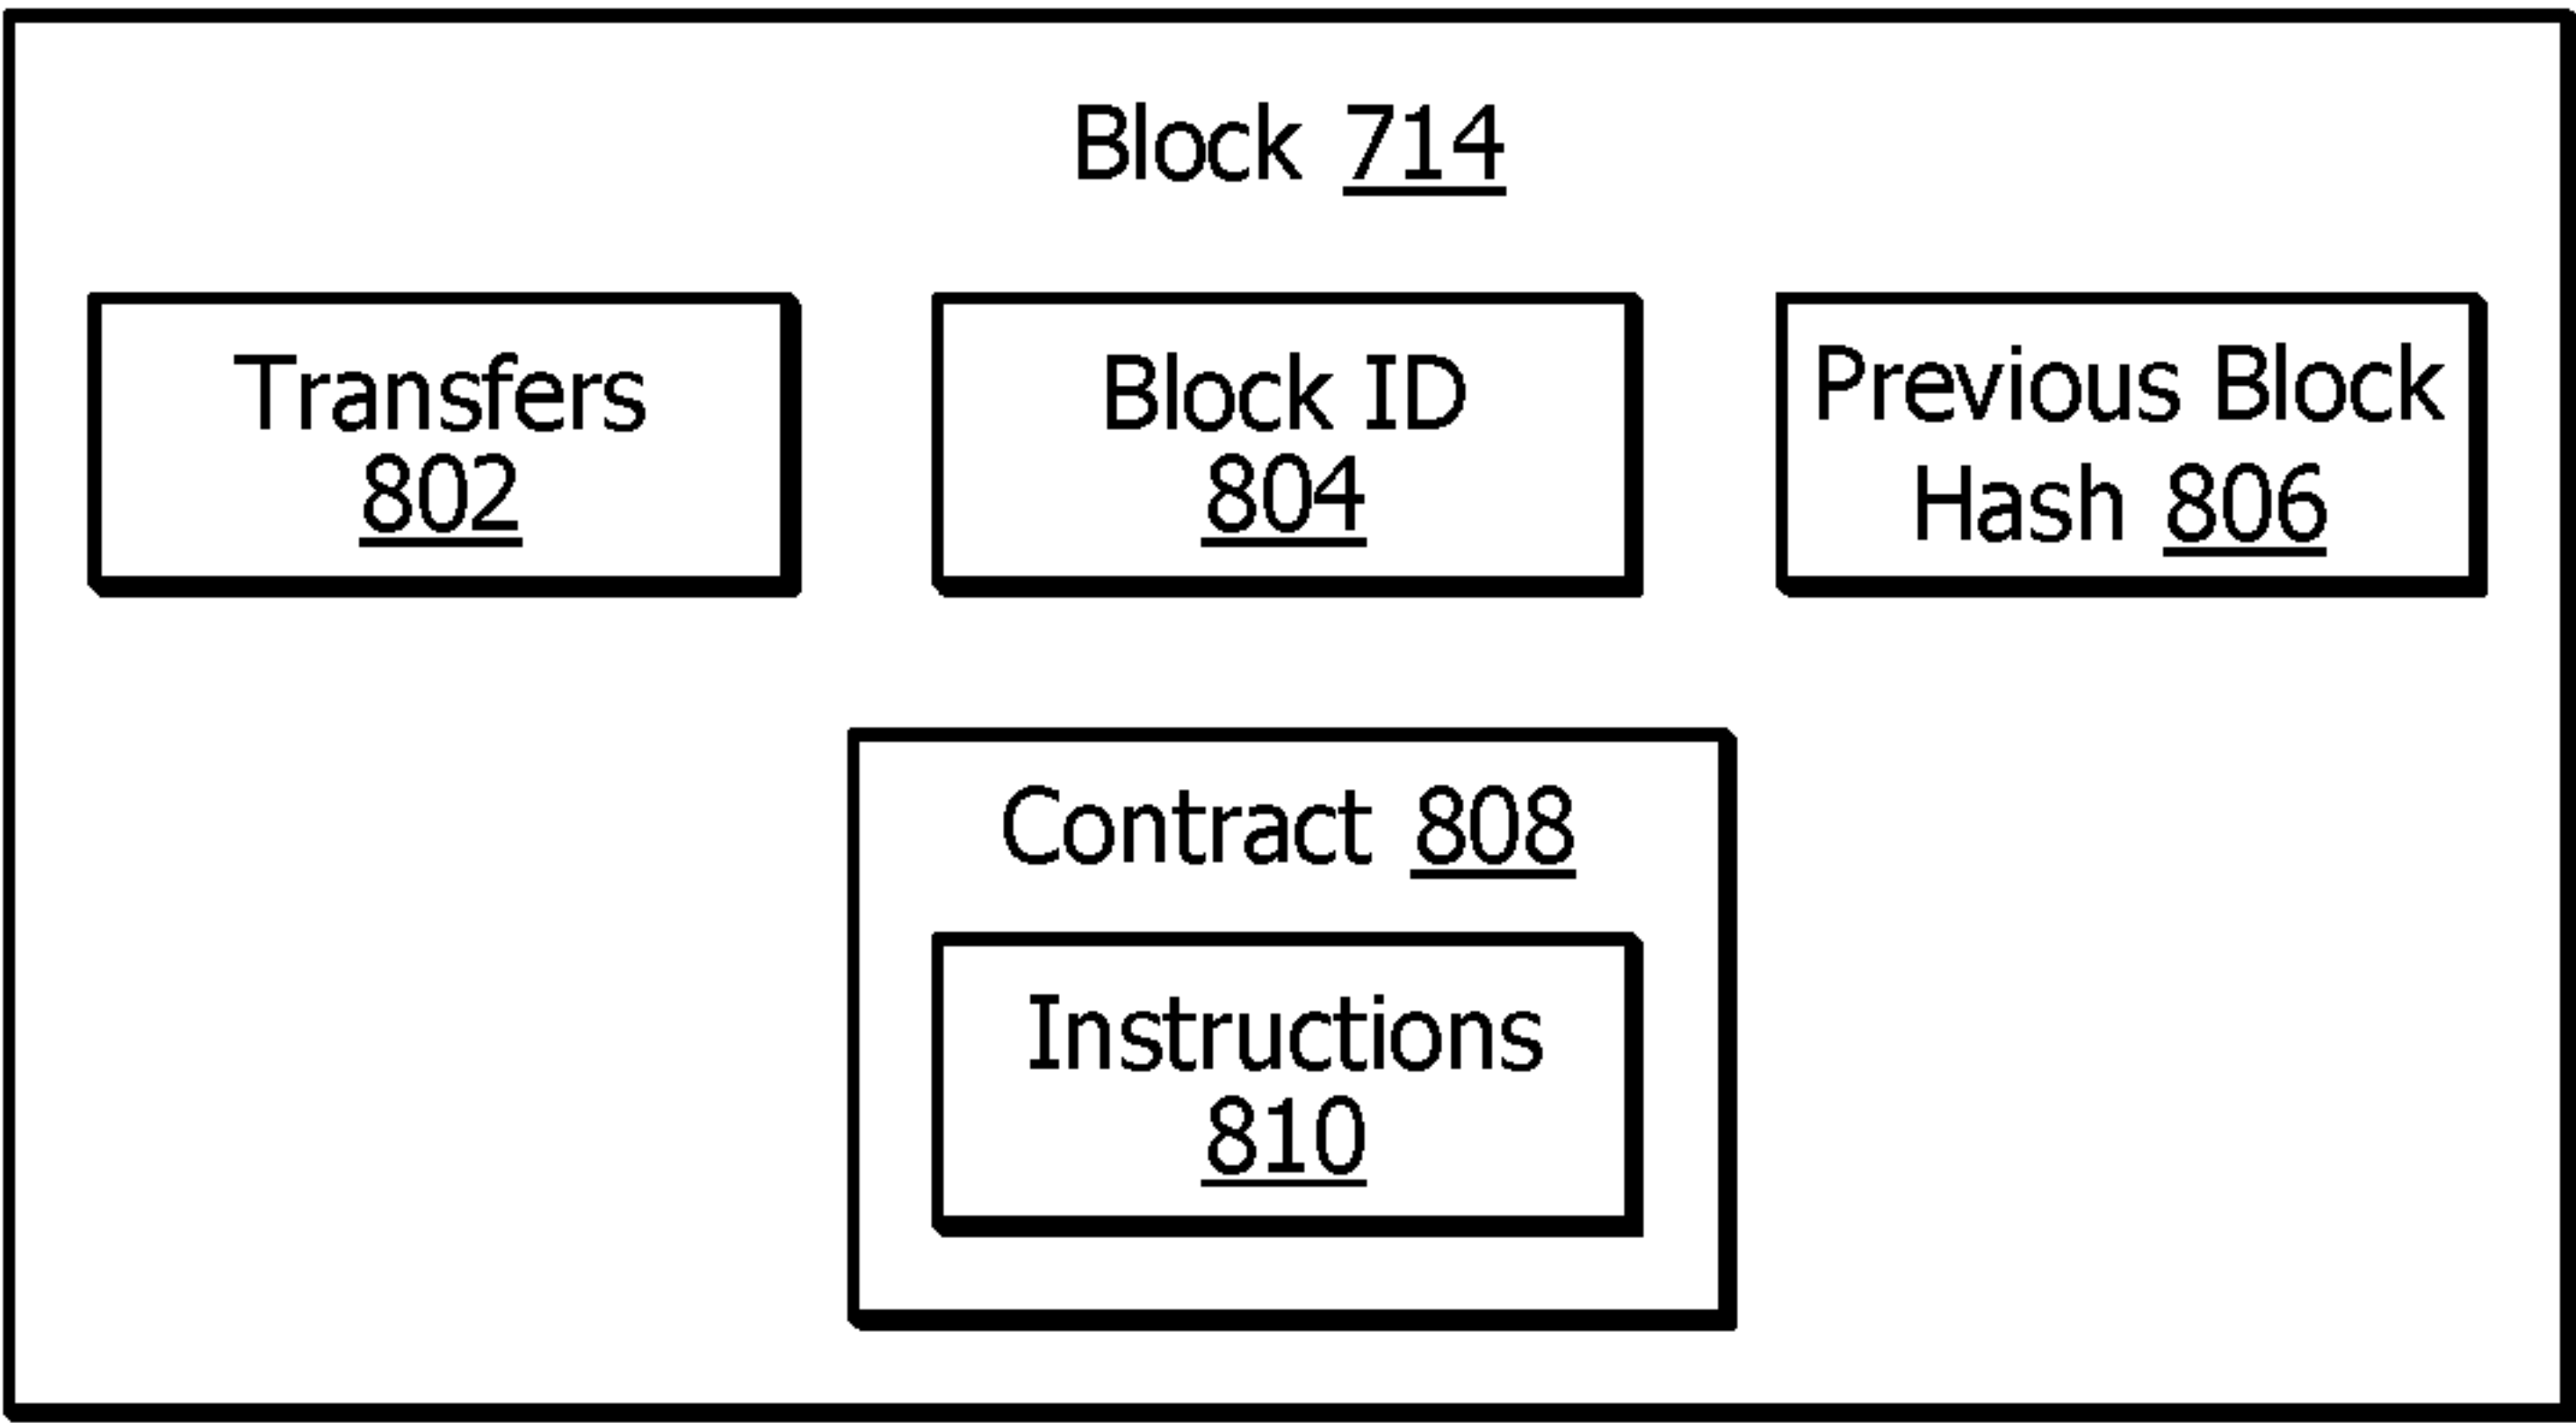 Block 714
Transfers
802
Block ID
804
Previous Block
Hash 806
Contract 808
Instructions
810